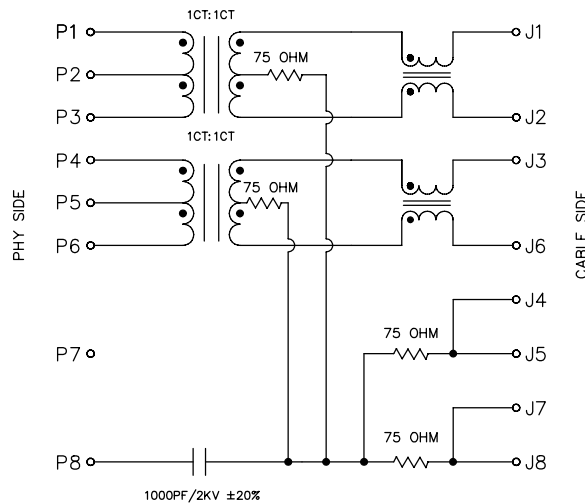 1CT:1CT
P1
J1
75 OHM
P2
P3
J2
1CT:1CT
P4
J3
75 OHM
P5
P6
J6
PHY SIDE
CABLE SIDE
J4
75 OHM
P7
J5
J7
75 OHM
P8
J8
1000PF/2KV ±20%